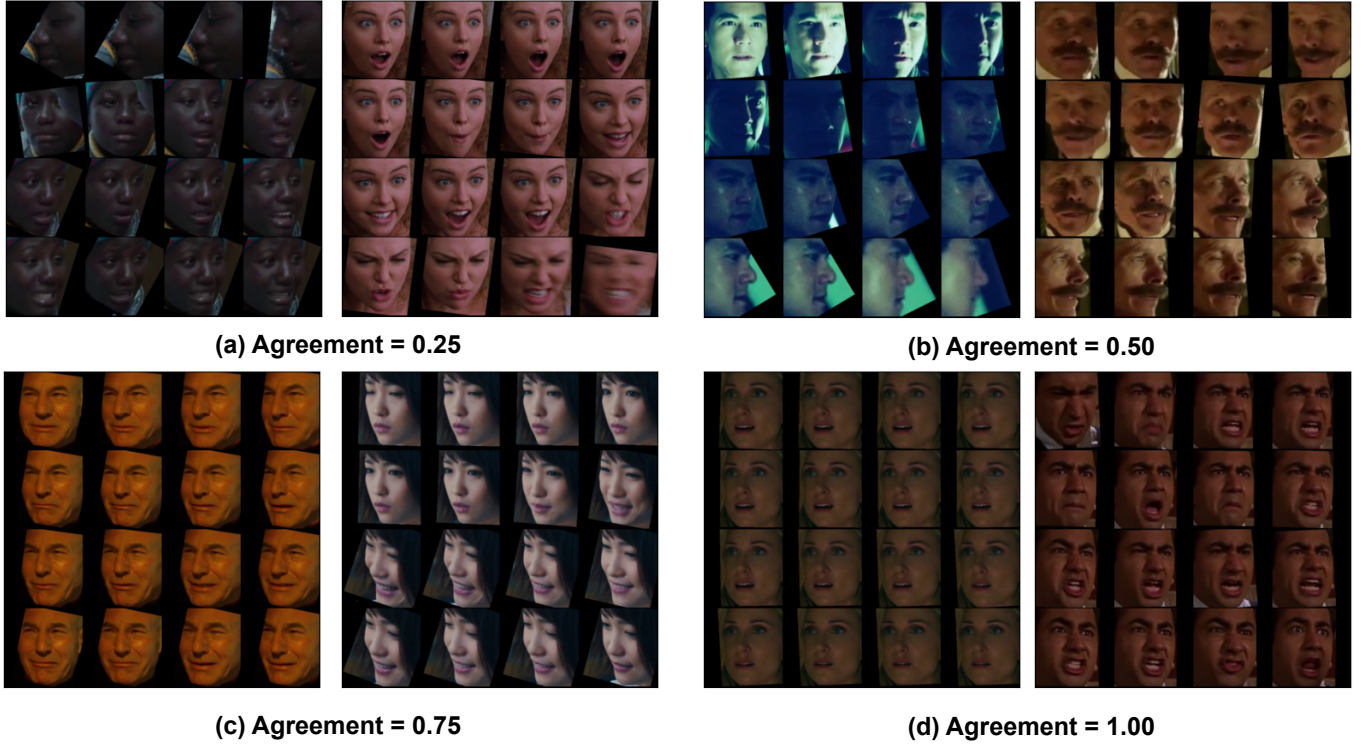 (a) Agreement = 0.25
(b) Agreement = 0.50
(c) Agreement = 0.75
(d) Agreement = 1.00